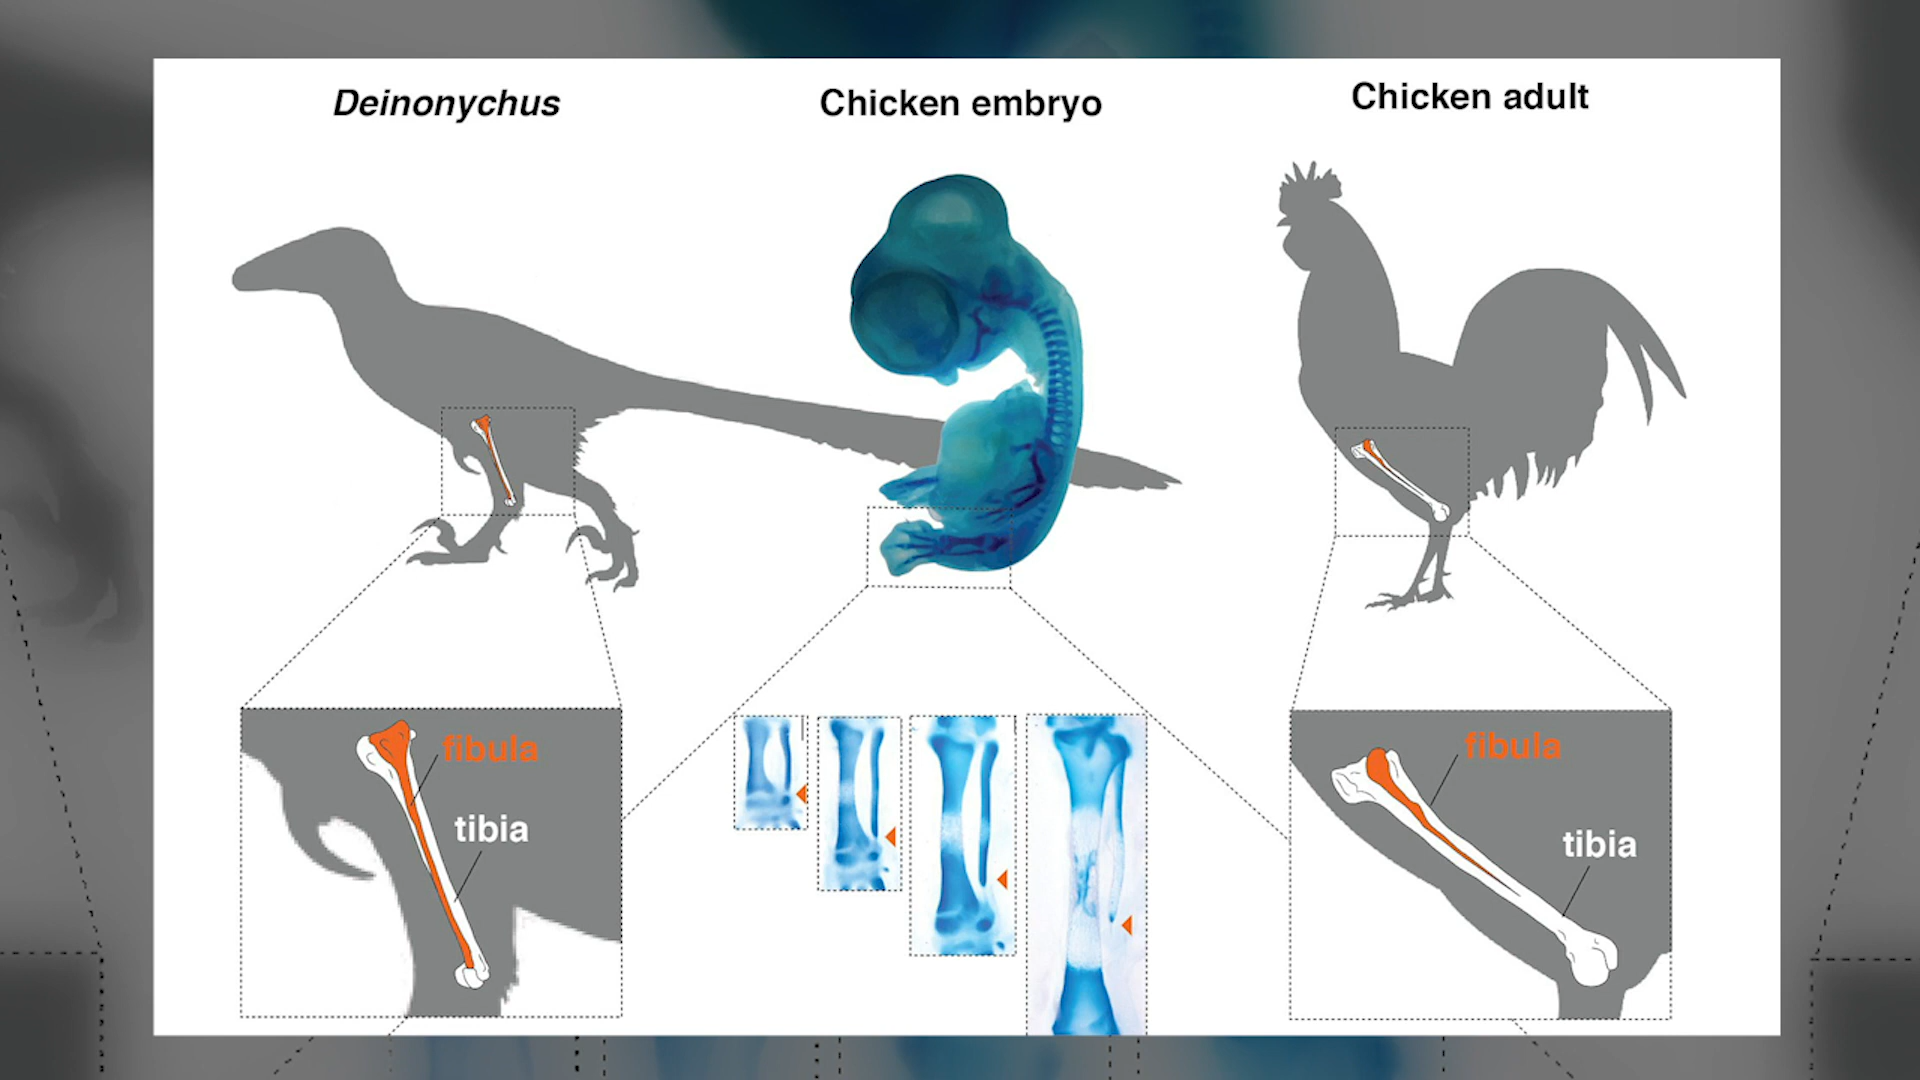 Deinonychus
Chicken embryo
Chicken adult
fibula
tibia
fibula
tibia